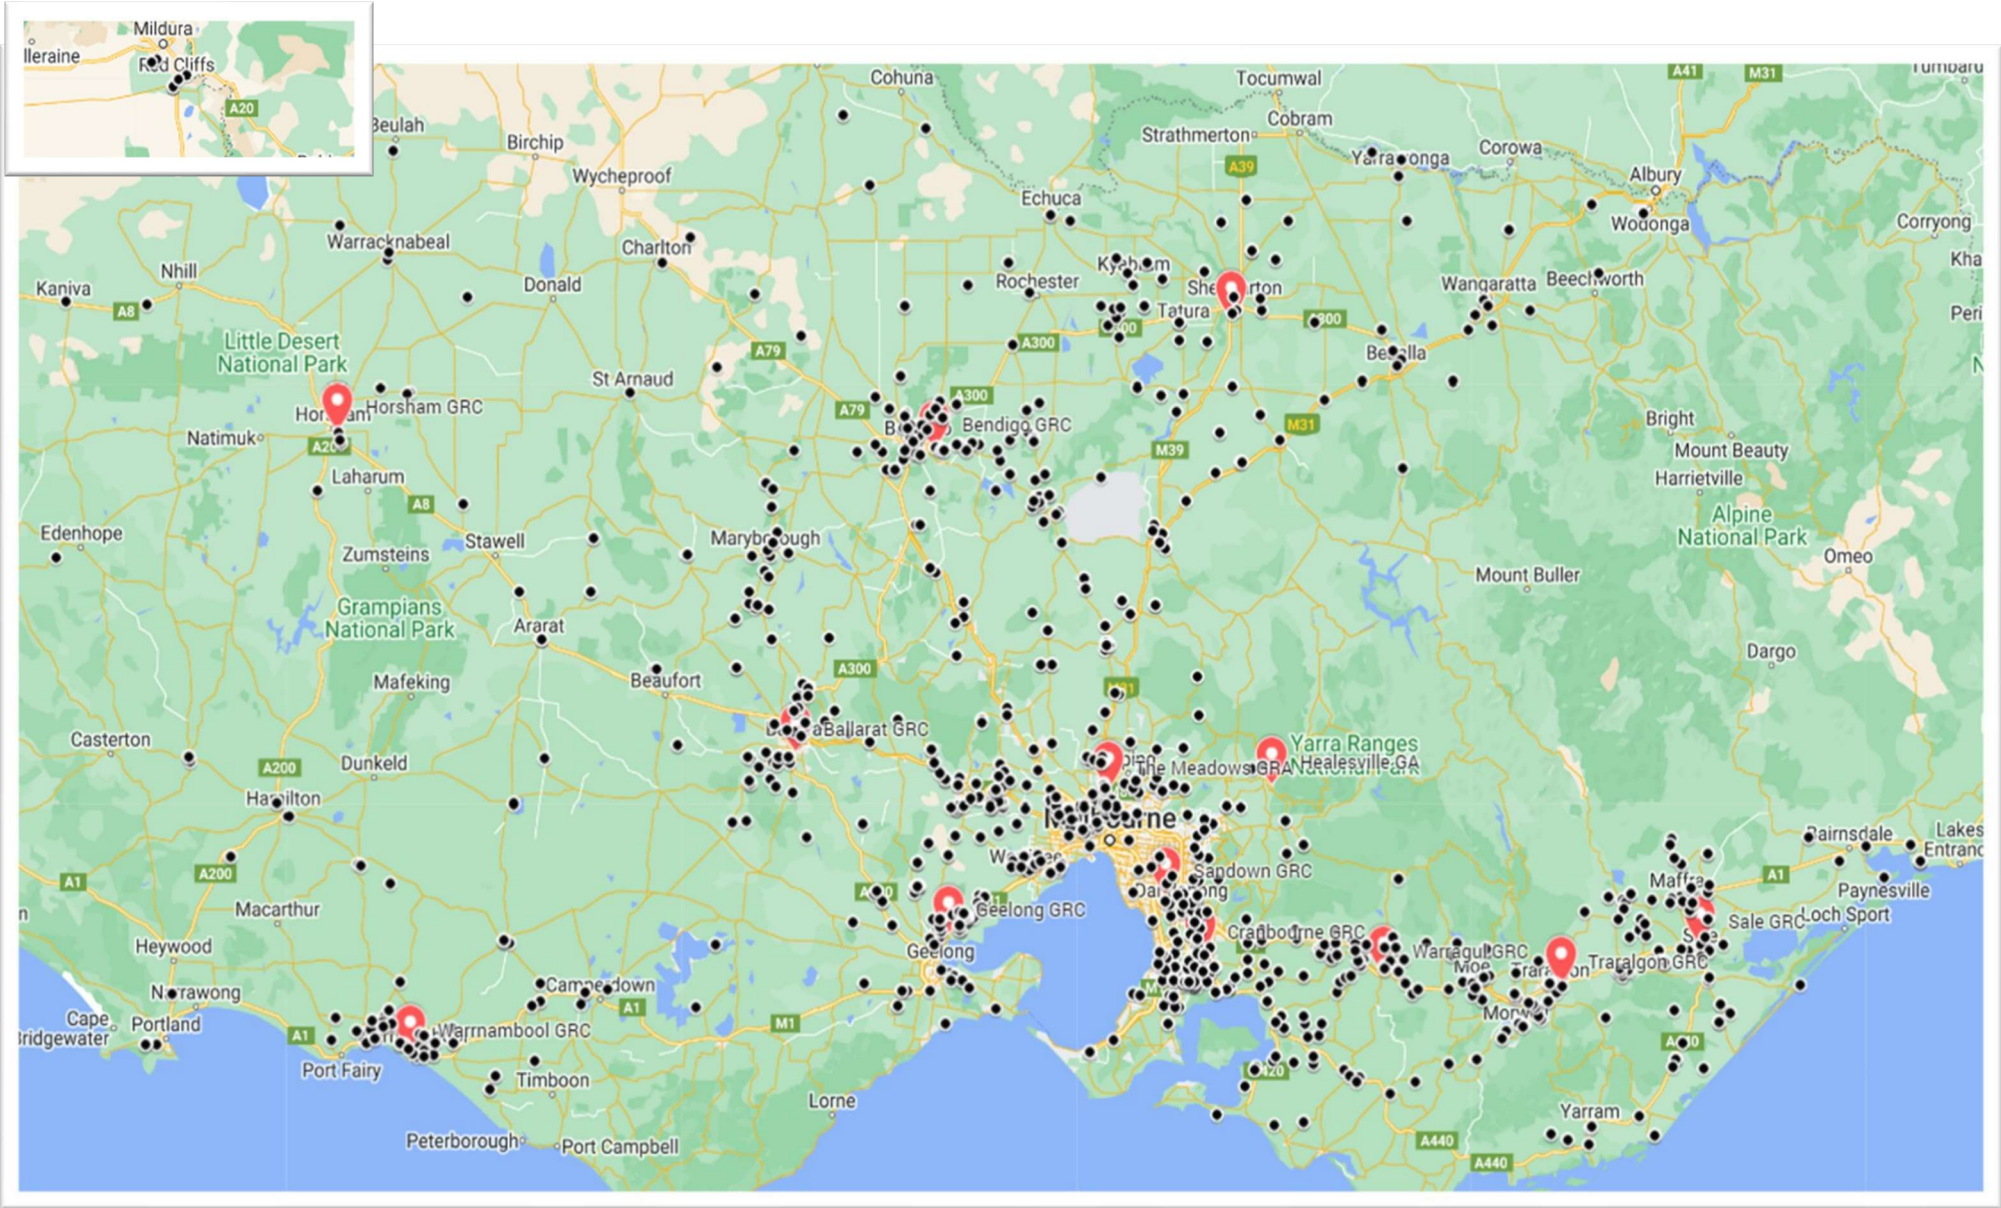 Mildura
lleraine
Red Cliffs
A20
Cohuna
Tocumwal
A41
M31
Beulah
Birchip
Strathmerton
Cobram
Corowa
A39
Wycheproof
Echuca
Albury
Wodonga
Corryong
Warracknabeal
Charlton
Kha
Nhill
Kaniva
Donald
Rochester
Tatura
Wangaratta
Beechworth
A8
Peri
Little Desert
National Park
A300
A79
St Arnaud
A300
A79
Horsham GRC
Bendigo GRC
M31
Bright
Natimuk
M39
Mount Beauty
Laharum
Harrietville
A8
Alpine
National Park
Edenhope
Stawell
Zumsteins
Omeo
Mount Buller
Grampians
National Park
Ararat
Dargo
A300
Beaufort
Mafeking
Ballarat GRC
Casterton
Yarra Ranges
Healesville GA
The Meadows GRA
A200
Dunkeld
Hamilton
Bairnsdale
Lakes
Entranc
A200
Sandown GRC
A1
A1
Maffra
Paynesville
Macarthur
Geelong GRC
Loch Sport
Sale GRC
n
Heywood
Cranbourne GRC
Geelong
Warragul GRC
Moe
Traralgon GRC
Narrawong
Camperdown
A1
Cape
Bridgewater
Portland
A1
Warrnambool GRC
M1
Port Fairy
Timboon
Lorne
Yarram
Peterborough
Port Campbell
A440
A440